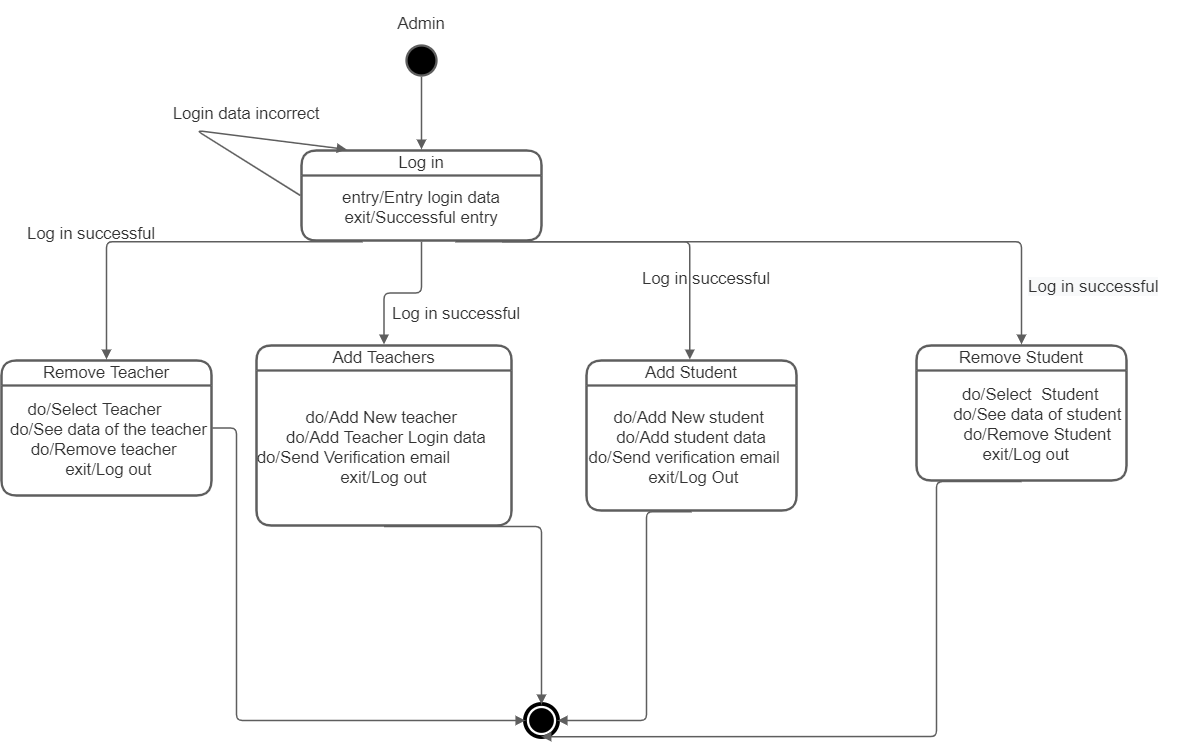 Admin
Login data incorrect
Log in
entry/Entry login data
exit/Successful entry
Log in successful
Log in successful
Log in successful
Log in successful
Remove Teacher
do/Select Teacher
do/See data of the teacher
do/Remove teacher
exit/Log out
Add Teachers
do/Add New teacher
do/Add Teacher Login data
do/Send Verification email
exit/Log out
Add Student
do/Add New student
do/Add student data
do/Send verification email
exit/Log Out
Remove Student
do/Select  Student
do/See data of student
do/Remove Student
exit/Log out